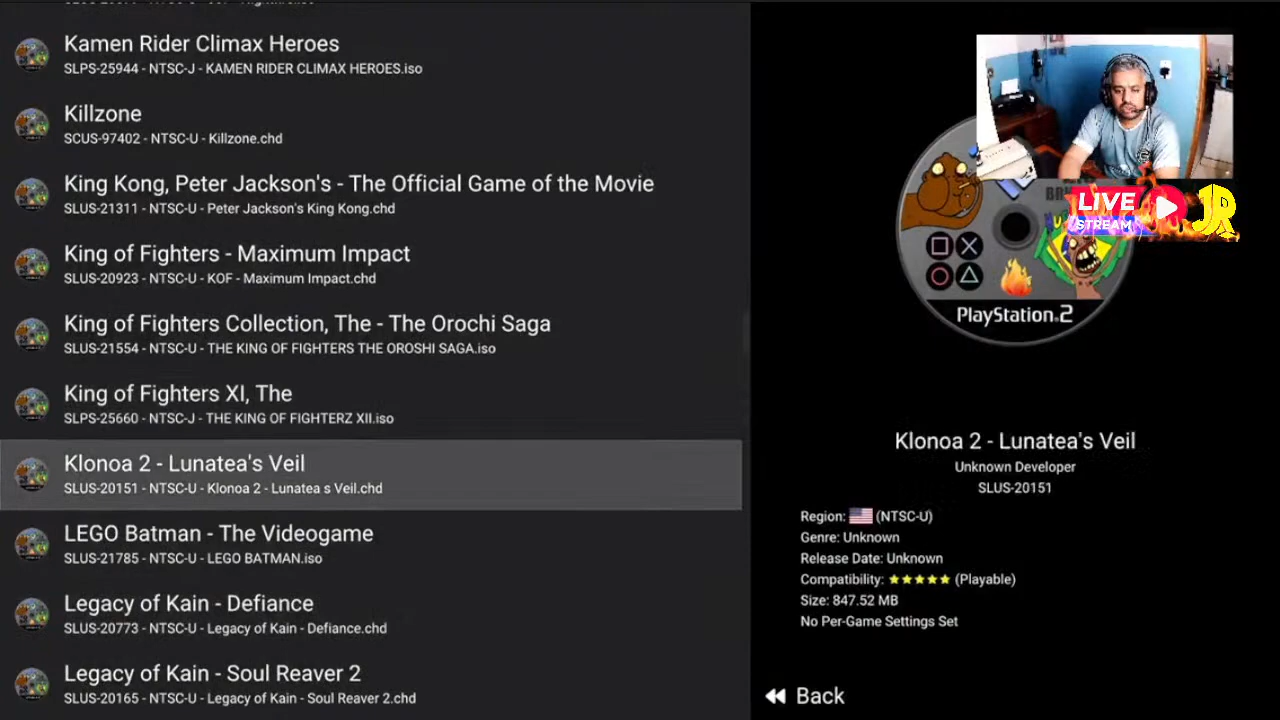 Kamen Rider Climax Heroes
SLPS-25944 - NTSC-J - KAMEN RIDER CLIMAX HEROES.iso
Killzone
SCUS-97402 - NTSC-U - Killzone.chd
King Kong, Peter Jackson's - The Official Game of the Movie
SLUS-21311 - NTSC-U - Peter Jackson's King Kong.chd
King of Fighters - Maximum Impact
SLUS-20923 - NTSC-U - KOF - Maximum Impact.chd
King of Fighters Collection, The - The Orochi Saga
SLUS-21554 - NTSC-U - THE KING OF FIGHTERS THE OROSHI SAGA.iso
King of Fighters XI, The
SLPS-25660 - NTSC-J - THE KING OF FIGHTERZ XII.iso
Klonoa 2 - Lunatea's Veil
SLUS-20151 - NTSC-U - Klonoa 2 - Lunatea s Veil.chd
LEGO Batman - The Videogame
SLUS-21785 - NTSC-U - LEGO BATMAN.iso
Legacy of Kain - Defiance
SLUS-20773 - NTSC-U - Legacy of Kain - Defiance.chd
Legacy of Kain - Soul Reaver 2
SLUS-20165 - NTSC-U - Legacy of Kain - Soul Reaver 2.chd
LIVE
STREAM
JR
PlayStation 2
Klonoa 2 - Lunatea's Veil
Unknown Developer
SLUS-20151
Region: (NTSC-U)
Genre: Unknown
Release Date: Unknown
Compatibility: ★★★★★ (Playable)
Size: 847.52 MB
No Per-Game Settings Set
Back